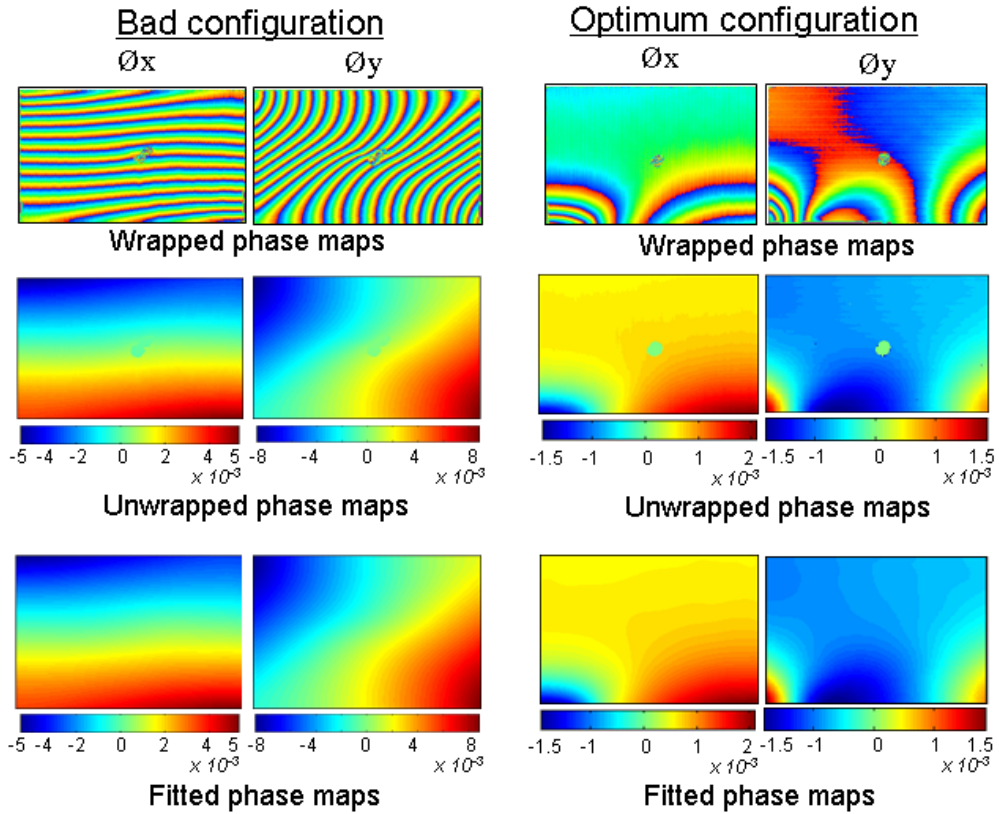 Bad configuration
Optimum configuration
Øx Øy
Øx Øy
Wrapped phase maps
Wrapped phase maps
-5 -4 -2 0 2 4 5
x 10-³
-8 -4 0 4 8
x 10-³
-1.5 -1 0 1 2
x 10-³
-1.5 -1 0 1 1.5
x 10-³
Unwrapped phase maps
Unwrapped phase maps
-5 -4 -2 0 2 4 5
x 10-³
-8 -4 0 4 8
x 10-³
-1.5 -1 0 1 2
x 10-³
-1.5 -1 0 1 1.5
x 10-³
Fitted phase maps
Fitted phase maps